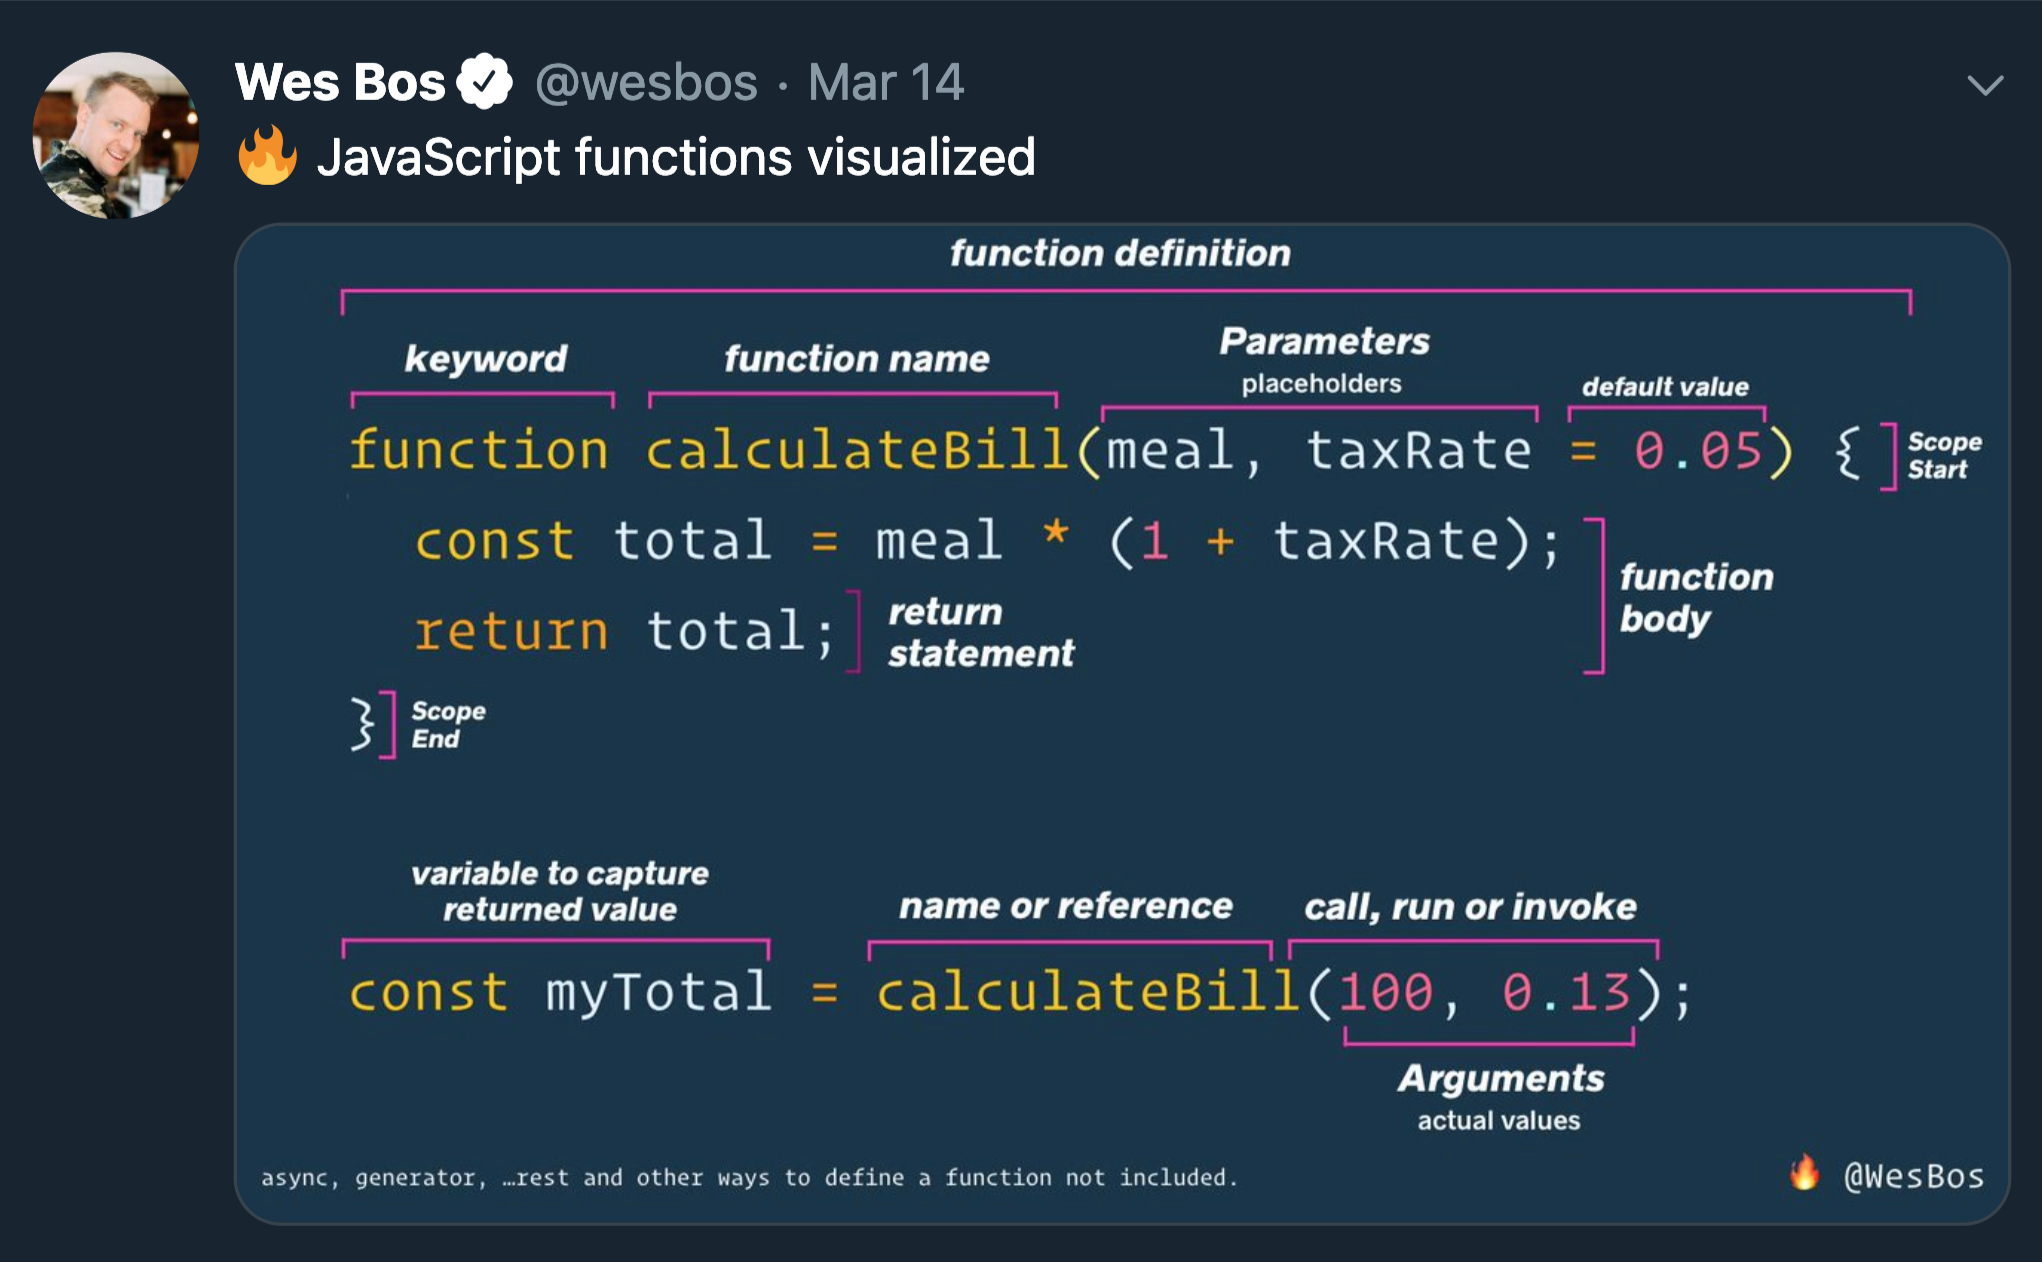 Wes Bos @wesbos · Mar 14
🔥 JavaScript functions visualized
function definition
keyword
function name
Parameters
placeholders
default value
function calculateBill(meal, taxRate = 0.05) {
Scope
Start
const total = meal * (1 + taxRate);
function
body
return total;
return
statement
}
Scope
End
variable to capture
returned value
name or reference
call, run or invoke
const myTotal = calculateBill(100, 0.13);
Arguments
actual values
async, generator, …rest and other ways to define a function not included.
🔥 @WesBos